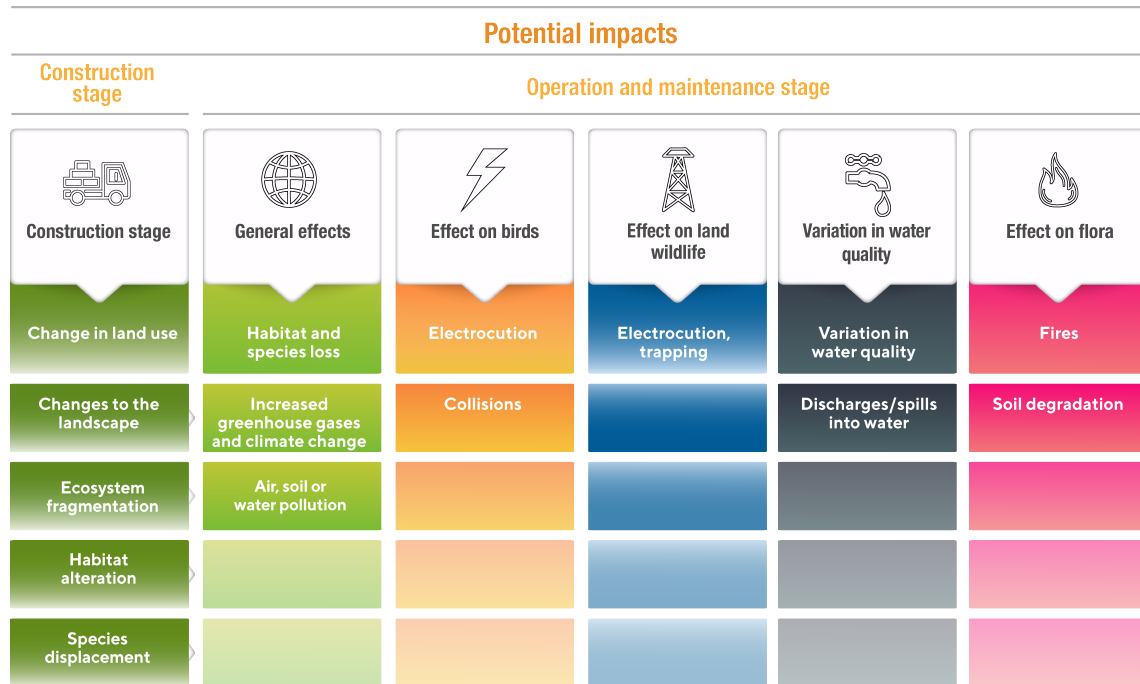 Potential impacts
Construction
stage
Operation and maintenance stage
Construction stage
General effects
Effect on birds
Effect on land
wildlife
Variation in water
quality
Effect on flora
Change in land use
Habitat and
species loss
Electrocution
Electrocution,
trapping
Variation in
water quality
Fires
Changes to the
landscape
Increased
greenhouse gases
and climate change
Collisions
Discharges/spills
into water
Soil degradation
Ecosystem
fragmentation
Air, soil or
water pollution
Habitat
alteration
Species
displacement